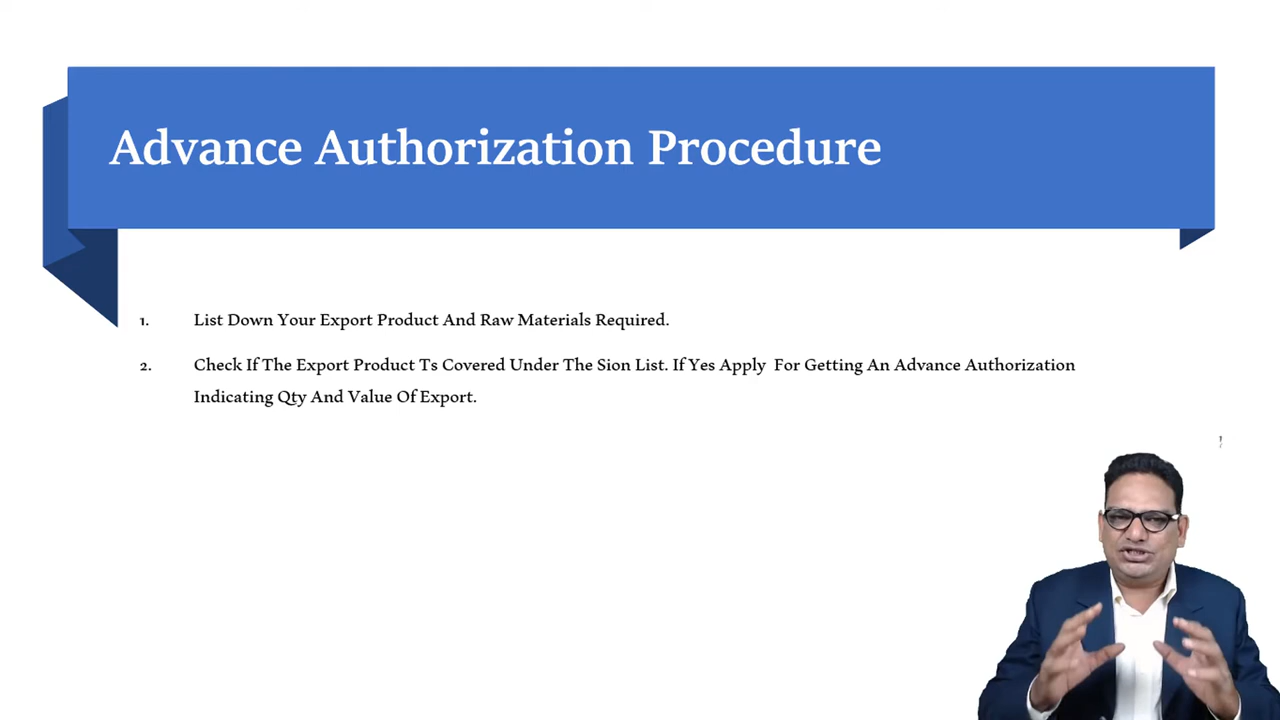 Advance Authorization Procedure
1. List Down Your Export Product And Raw Materials Required.
2. Check If The Export Product Ts Covered Under The Sion List. If Yes Apply For Getting An Advance Authorization
Indicating Qty And Value Of Export.